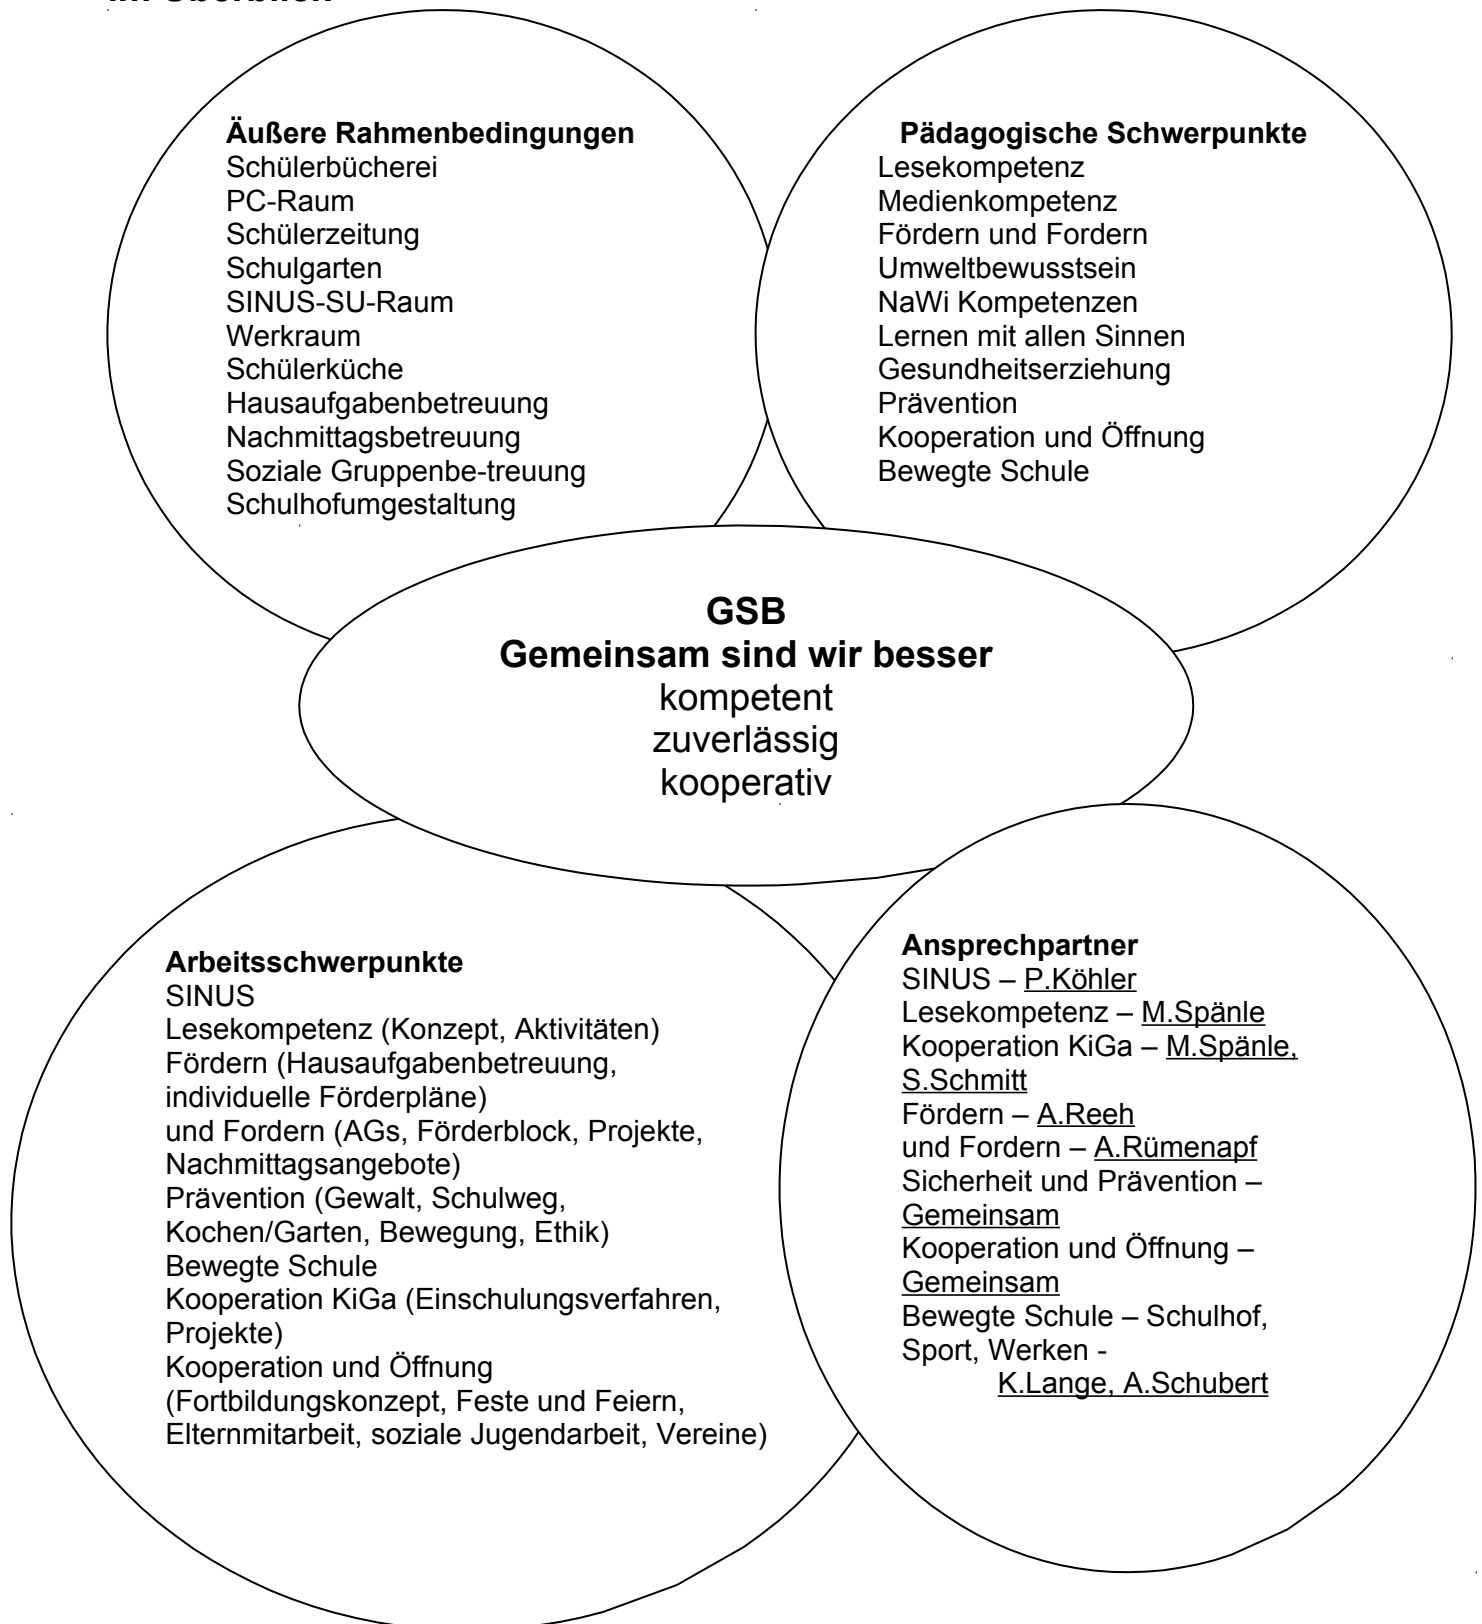 im Überblick
Äußere Rahmenbedingungen
Schülerbücherei
PC-Raum
Schülerzeitung
Schulgarten
SINUS-SU-Raum
Werkraum
Schülerküche
Hausaufgabenbetreuung
Nachmittagsbetreuung
Soziale Gruppenbe-treuung
Schulhofumgestaltung
Pädagogische Schwerpunkte
Lesekompetenz
Medienkompetenz
Fördern und Fordern
Umweltbewusstsein
NaWi Kompetenzen
Lernen mit allen Sinnen
Gesundheitserziehung
Prävention
Kooperation und Öffnung
Bewegte Schule
GSB
Gemeinsam sind wir besser
kompetent
zuverlässig
kooperativ
Arbeitsschwerpunkte
SINUS
Lesekompetenz (Konzept, Aktivitäten)
Fördern (Hausaufgabenbetreuung,
individuelle Förderpläne)
und Fordern (AGs, Förderblock, Projekte,
Nachmittagsangebote)
Prävention (Gewalt, Schulweg,
Kochen/Garten, Bewegung, Ethik)
Bewegte Schule
Kooperation KiGa (Einschulungsverfahren,
Projekte)
Kooperation und Öffnung
(Fortbildungskonzept, Feste und Feiern,
Elternmitarbeit, soziale Jugendarbeit, Vereine)
Ansprechpartner
SINUS – P.Köhler
Lesekompetenz – M.Spänle
Kooperation KiGa – M.Spänle,
S.Schmitt
Fördern – A.Reeh
und Fordern – A.Rümenapf
Sicherheit und Prävention –
Gemeinsam
Kooperation und Öffnung –
Gemeinsam
Bewegte Schule – Schulhof,
Sport, Werken -
K.Lange, A.Schubert